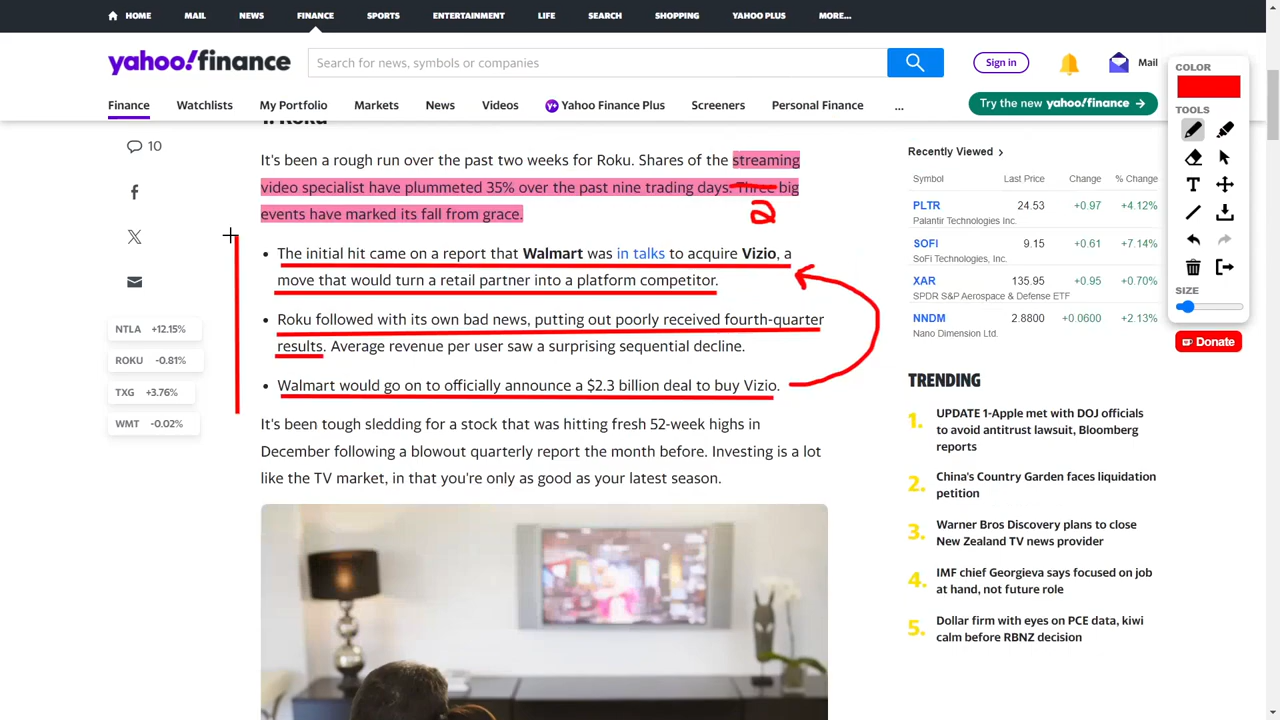 HOME MAIL NEWS FINANCE SPORTS ENTERTAINMENT LIFE SEARCH SHOPPING YAHOO PLUS MORE...
yahoo!finance
Search for news, symbols or companies
Sign in
Mail
Finance Watchlists My Portfolio Markets News Videos Yahoo Finance Plus Screeners Personal Finance ...
Try the new yahoo!finance →
COLOR
TOOLS
SIZE
Donate
10
NTLA +12.15%
ROKU -0.81%
TXG +3.76%
WMT -0.02%
1. Roku
It's been a rough run over the past two weeks for Roku. Shares of the streaming
video specialist have plummeted 35% over the past nine trading days. Three big
2
events have marked its fall from grace.
• The initial hit came on a report that Walmart was in talks to acquire Vizio, a
move that would turn a retail partner into a platform competitor.
• Roku followed with its own bad news, putting out poorly received fourth-quarter
results. Average revenue per user saw a surprising sequential decline.
• Walmart would go on to officially announce a $2.3 billion deal to buy Vizio.
It's been tough sledding for a stock that was hitting fresh 52-week highs in
December following a blowout quarterly report the month before. Investing is a lot
like the TV market, in that you're only as good as your latest season.
Recently Viewed >
Symbol Last Price Change % Change
PLTR 24.53 +0.97 +4.12%
Palantir Technologies Inc.
SOFI 9.15 +0.61 +7.14%
SoFi Technologies, Inc.
XAR 135.95 +0.95 +0.70%
SPDR S&P Aerospace & Defense ETF
NNDM 2.8800 +0.0600 +2.13%
Nano Dimension Ltd.
TRENDING
1. UPDATE 1-Apple met with DOJ officials
to avoid antitrust lawsuit, Bloomberg
reports
2. China's Country Garden faces liquidation
petition
3. Warner Bros Discovery plans to close
New Zealand TV news provider
4. IMF chief Georgieva says focused on job
at hand, not future role
5. Dollar firm with eyes on PCE data, kiwi
calm before RBNZ decision